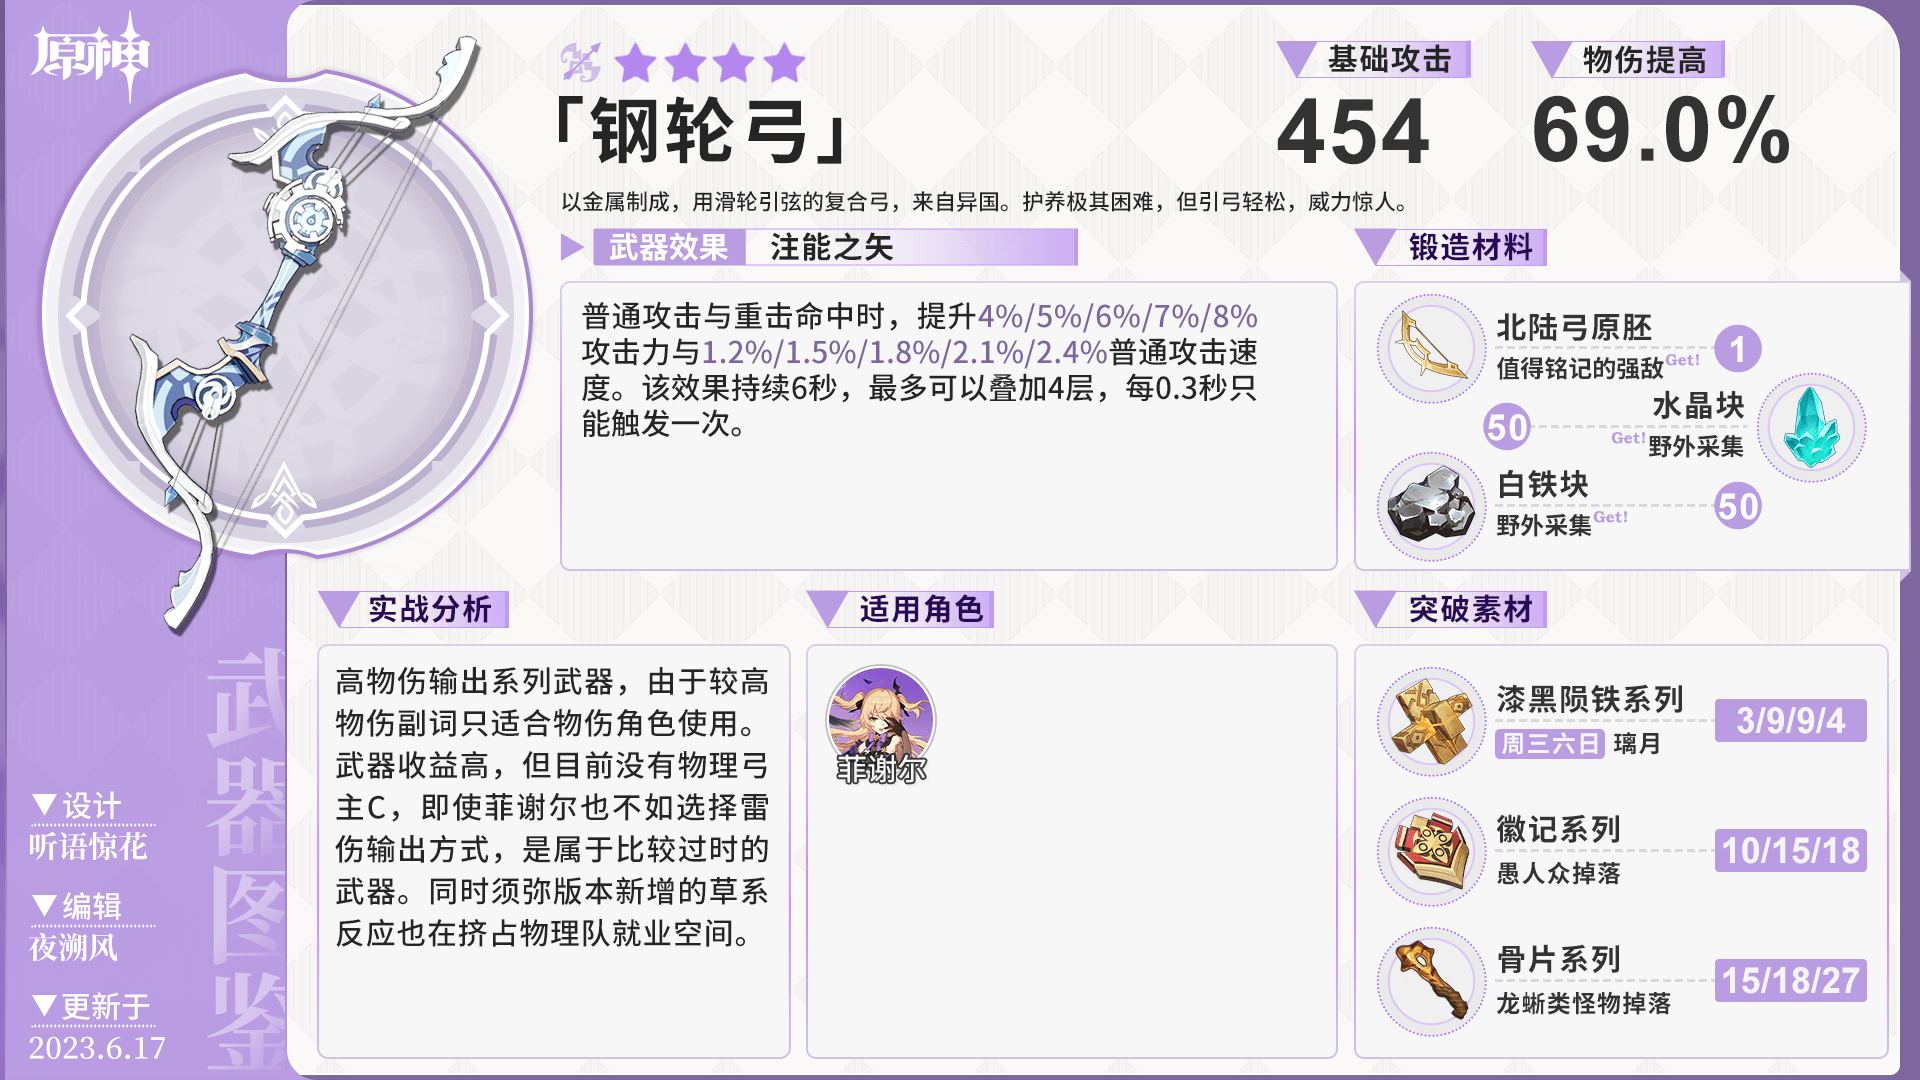 原神
「钢轮弓」
基础攻击
454
物伤提高
69.0%
以金属制成，用滑轮引弦的复合弓，来自异国。护养极其困难，但引弓轻松，威力惊人。
武器效果 注能之矢
普通攻击与重击命中时，提升4%/5%/6%/7%/8%
攻击力与1.2%/1.5%/1.8%/2.1%/2.4%普通攻击速
度。该效果持续6秒，最多可以叠加4层，每0.3秒只
能触发一次。
锻造材料
北陆弓原胚
值得铭记的强敌Get!
1
水晶块
50
Get!野外采集
白铁块
野外采集Get!
50
实战分析
高物伤输出系列武器，由于较高
物伤副词只适合物伤角色使用。
武器收益高，但目前没有物理弓
主C，即使菲谢尔也不如选择雷
伤输出方式，是属于比较过时的
武器。同时须弥版本新增的草系
反应也在挤占物理队就业空间。
适用角色
菲谢尔
突破素材
漆黑陨铁系列
周三六日 璃月
3/9/9/4
徽记系列
愚人众掉落
10/15/18
骨片系列
龙蜥类怪物掉落
15/18/27
武器图鉴
▼设计
听语惊花
▼编辑
夜溯风
▼更新于
2023.6.17